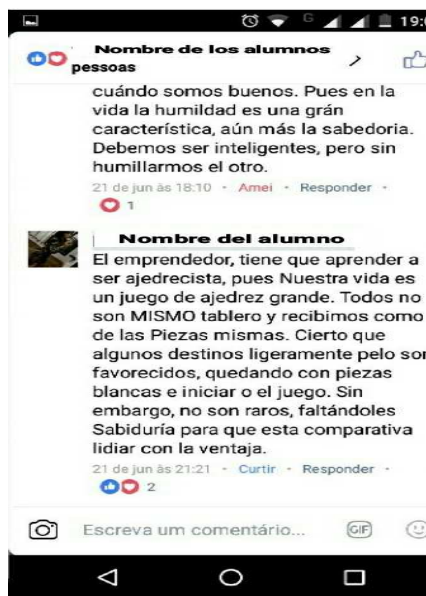 G 19:0
Nombre de los alumnos
pessoas
cuándo somos buenos. Pues en la
vida la humildad es una grán
característica, aún más la sabedoria.
Debemos ser inteligentes, pero sin
humillarmos el otro.
21 de jun às 18:10 - Amei - Responder -
1
Nombre del alumno
El emprendedor, tiene que aprender a
ser ajedrecista, pues Nuestra vida es
un juego de ajedrez grande. Todos no
son MISMO tablero y recibimos como
de las Piezas mismas. Cierto que
algunos destinos ligeramente pelo son
favorecidos, quedando con piezas
blancas e iniciar o el juego. Sin
embargo, no son raros, faltándoles
Sabiduría para que esta comparativa
lidiar con la ventaja.
21 de jun às 21:21 - Curtir - Responder -
2
Escreva um comentário... GIF